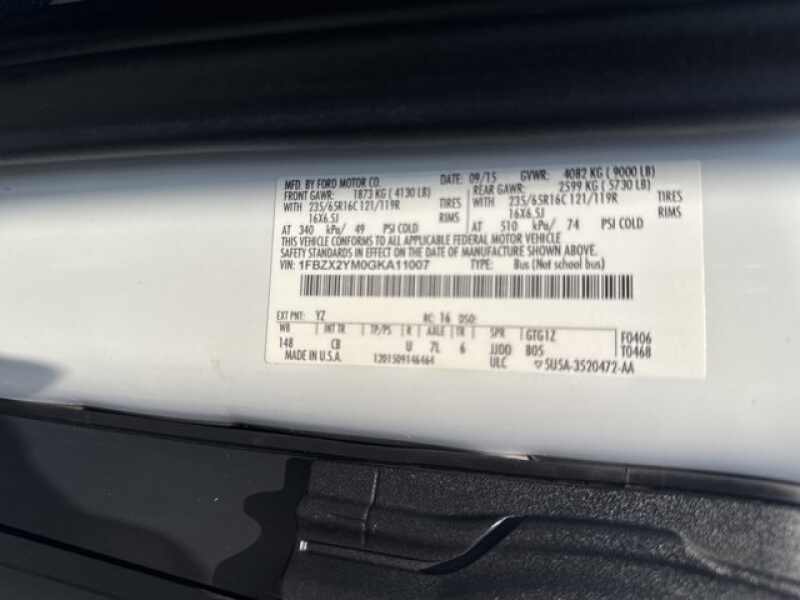 MFD. BY FORD MOTOR CO. DATE: 09/15 GVWR: 4082 KG ( 9000 LB)
FRONT GAWR: 1873 KG ( 4130 LB) REAR GAWR: 2599 KG ( 5730 LB)
WITH 235/65R16C 121/119R TIRES WITH 235/65R16C 121/119R TIRES
16X6.5J RIMS 16X6.5J RIMS
AT 340 kPa/ 49 PSI COLD AT 510 kPa/ 74 PSI COLD
THIS VEHICLE CONFORMS TO ALL APPLICABLE FEDERAL MOTOR VEHICLE
SAFETY STANDARDS IN EFFECT ON THE DATE OF MANUFACTURE SHOWN ABOVE.
VIN: 1FBZX2YM0GKA11007 TYPE: Bus (Not school bus)
EXT PNT: YZ RC: 16 DSO:
WB INT TR TP/PS R AXLE TR SPR GTG1Z F0406
148 CB U 7L 6 JJDD BOS T0468
MADE IN U.S.A. 1201509146464 ULC 5U5A-3520472-AA